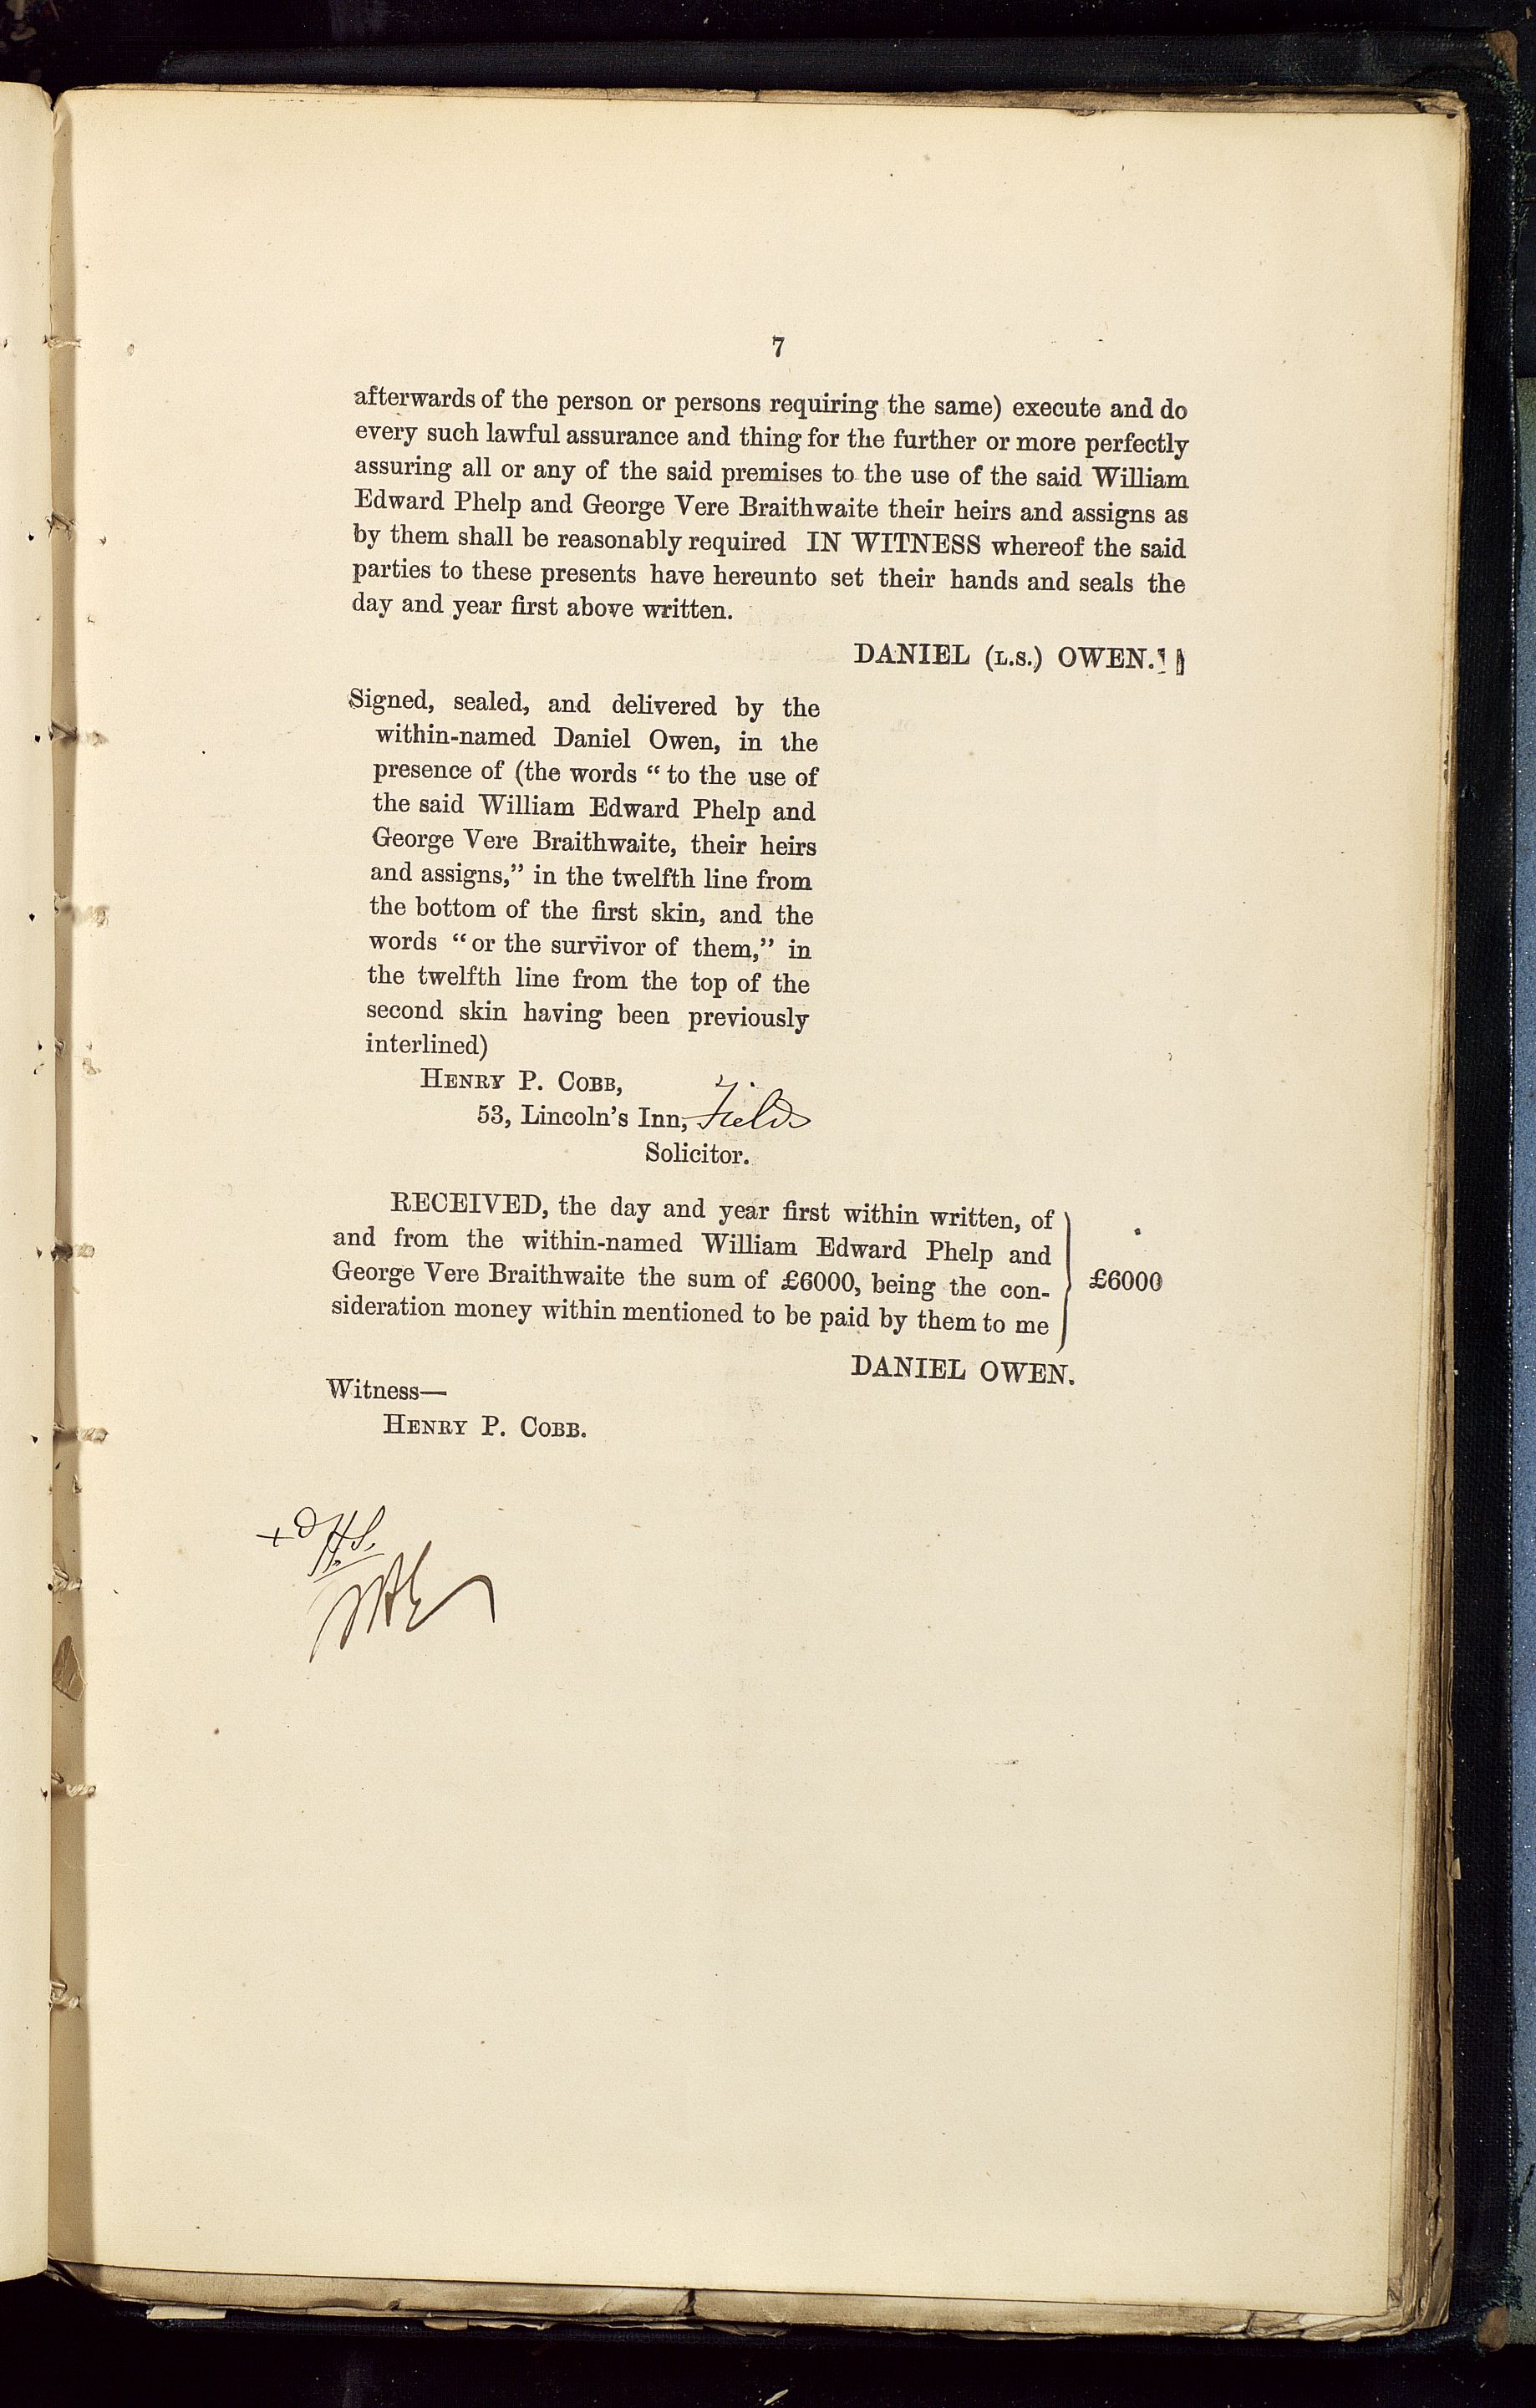 7
afterwards of the person or persons requiring the same) execute and do
every such lawful assurance and thing for the further or more perfectly
assuring all or any of the said premises to the use of the said William
Edward Phelp and George Vere Braithwaite their heirs and assigns as
by them shall be reasonably required IN WITNESS whereof the said
parties to these presents have hereunto set their hands and seals the
day and year first above written.
DANIEL (L.S.) OWEN.
Signed, sealed, and delivered by the
within-named Daniel Owen, in the
presence of (the words “ to the use of
the said William Edward Phelp and
George Vere Braithwaite, their heirs
and assigns,” in the twelfth line from
the bottom of the first skin, and the
words “ or the survivor of them,” in
the twelfth line from the top of the
second skin having been previously
interlined)
HENRY P. COBB,
53, Lincoln's Inn, Fields
Solicitor.
RECEIVED, the day and year first within written, of
and from the within-named William Edward Phelp and
George Vere Braithwaite the sum of £6000, being the con-
sideration money within mentioned to be paid by them to me
£6000
DANIEL OWEN.
Witness—
HENRY P. COBB.